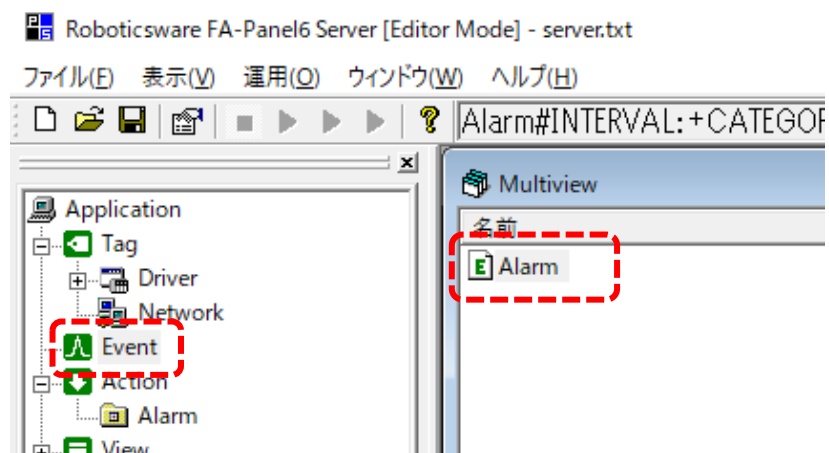 Roboticsware FA-Panel6 Server [Editor Mode] - server.txt
ファイル(F) 表示(V) 運用(O) ウィンドウ(W) ヘルプ(H)
Alarm#INTERVAL:+CATEGOR
Application
Tag
Driver
Network
Event
Action
Alarm
View
Multiview
名前
Alarm